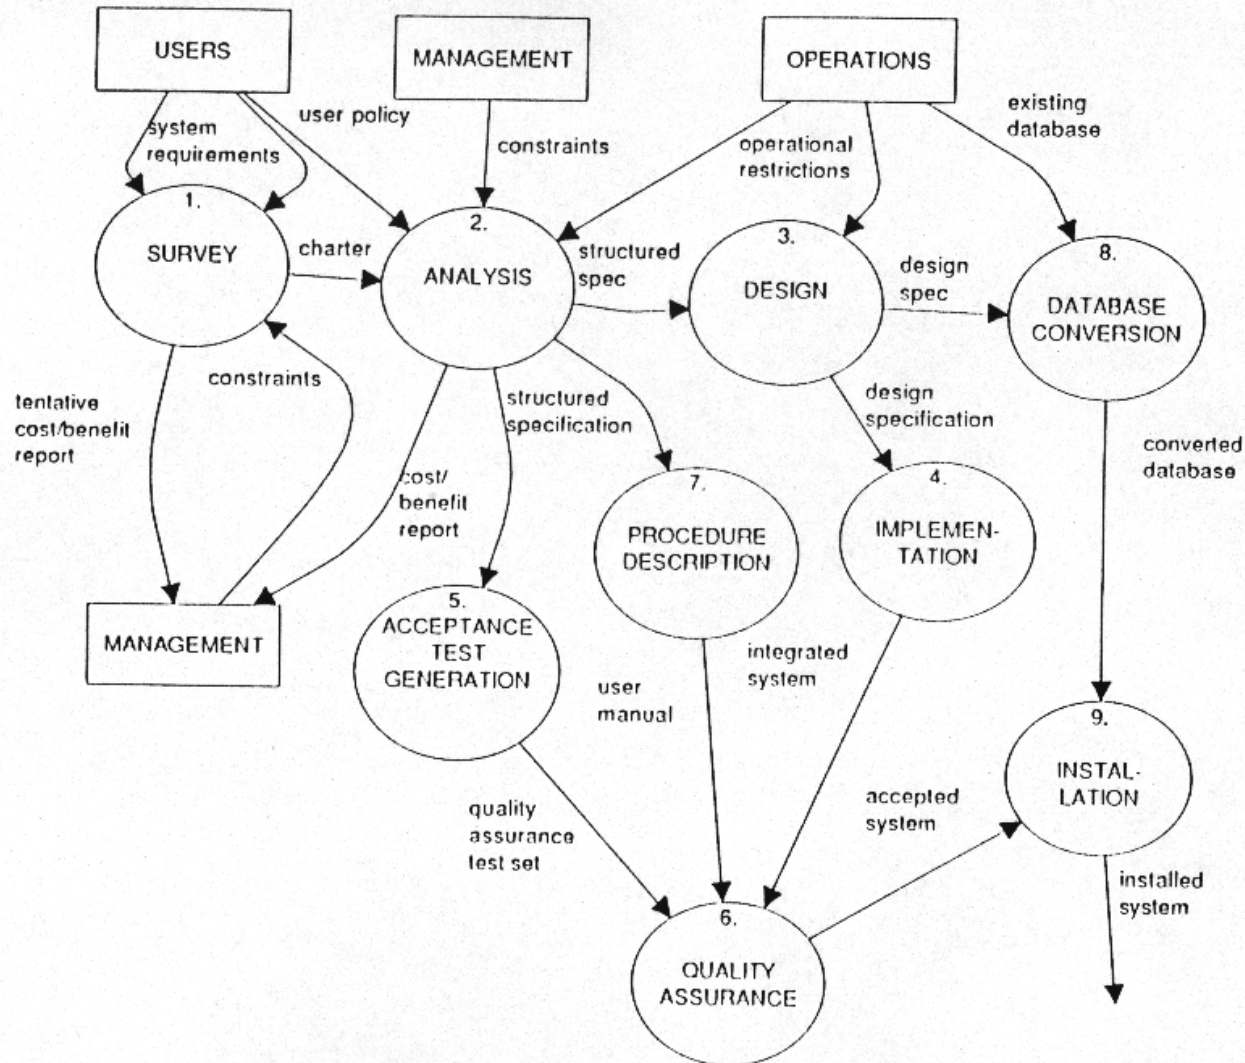 USERS
MANAGEMENT
OPERATIONS
system
requirements
user policy
constraints
operational
restrictions
existing
database
1.
SURVEY
charter
2.
ANALYSIS
structured
spec
3.
DESIGN
design
spec
8.
DATABASE
CONVERSION
tentative
cost/benefit
report
constraints
structured
specification
design
specification
converted
database
cost/
benefit
report
7.
PROCEDURE
DESCRIPTION
4.
IMPLEMEN-
TATION
MANAGEMENT
5.
ACCEPTANCE
TEST
GENERATION
user
manual
integrated
system
9.
INSTAL-
LATION
quality
assurance
test set
accepted
system
installed
system
6.
QUALITY
ASSURANCE